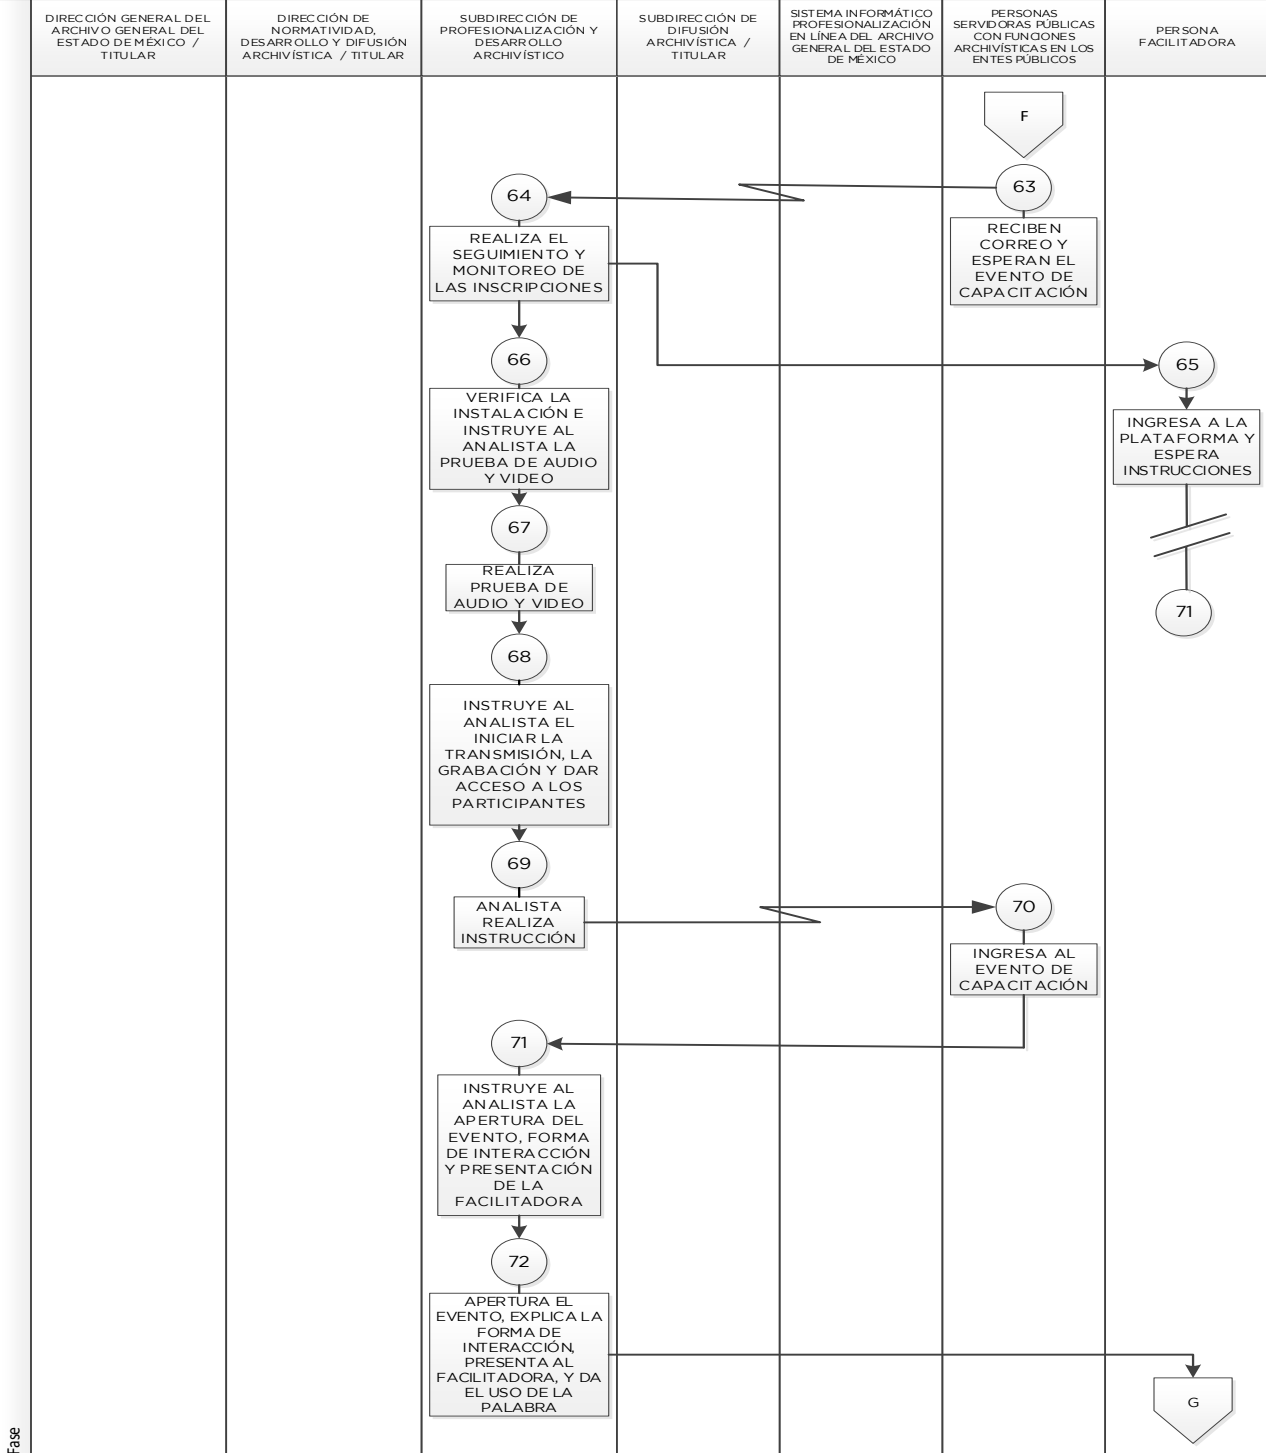 DIRECCIÓN GENERAL DEL
ARCHIVO GENERAL DEL
ESTADO DE MÉXICO /
TITULAR
DIRECCIÓN DE
NORMATIVIDAD,
DESARROLLO Y DIFUSIÓN
ARCHIVÍSTICA / TITULAR
SUBDIRECCIÓN DE
PROFESIONALIZACIÓN Y
DESARROLLO
ARCHIVÍSTICO
SUBDIRECCIÓN DE
DIFUSIÓN
ARCHIVÍSTICA /
TITULAR
SISTEMA INFORMÁTICO
PROFESIONALIZACIÓN
EN LÍNEA DEL ARCHIVO
GENERAL DEL ESTADO
DE MÉXICO
PERSONAS
SERVIDORAS PÚBLICAS
CON FUNCIONES
ARCHIVÍSTICAS EN LOS
ENTES PÚBLICOS
PERSONA
FACILITADORA
F
63
RECIBEN
CORREO Y
ESPERAN EL
EVENTO DE
CAPACITACIÓN
64
REALIZA EL
SEGUIMIENTO Y
MONITOREO DE
LAS INSCRIPCIONES
65
INGRESA A LA
PLATAFORMA Y
ESPERA
INSTRUCCIONES
71
66
VERIFICA LA
INSTALACIÓN E
INSTRUYE AL
ANALISTA LA
PRUEBA DE AUDIO
Y VIDEO
67
REALIZA
PRUEBA DE
AUDIO Y VIDEO
68
INSTRUYE AL
ANALISTA EL
INICIAR LA
TRANSMISIÓN, LA
GRABACIÓN Y DAR
ACCESO A LOS
PARTICIPANTES
69
ANALISTA
REALIZA
INSTRUCCIÓN
70
INGRESA AL
EVENTO DE
CAPACITACIÓN
71
INSTRUYE AL
ANALISTA LA
APERTURA DEL
EVENTO, FORMA
DE INTERACCIÓN
Y PRESENTACIÓN
DE LA
FACILITADORA
72
APERTURA EL
EVENTO, EXPLICA LA
FORMA DE
INTERACCIÓN,
PRESENTA AL
FACILITADORA, Y DA
EL USO DE LA
PALABRA
G
Fase